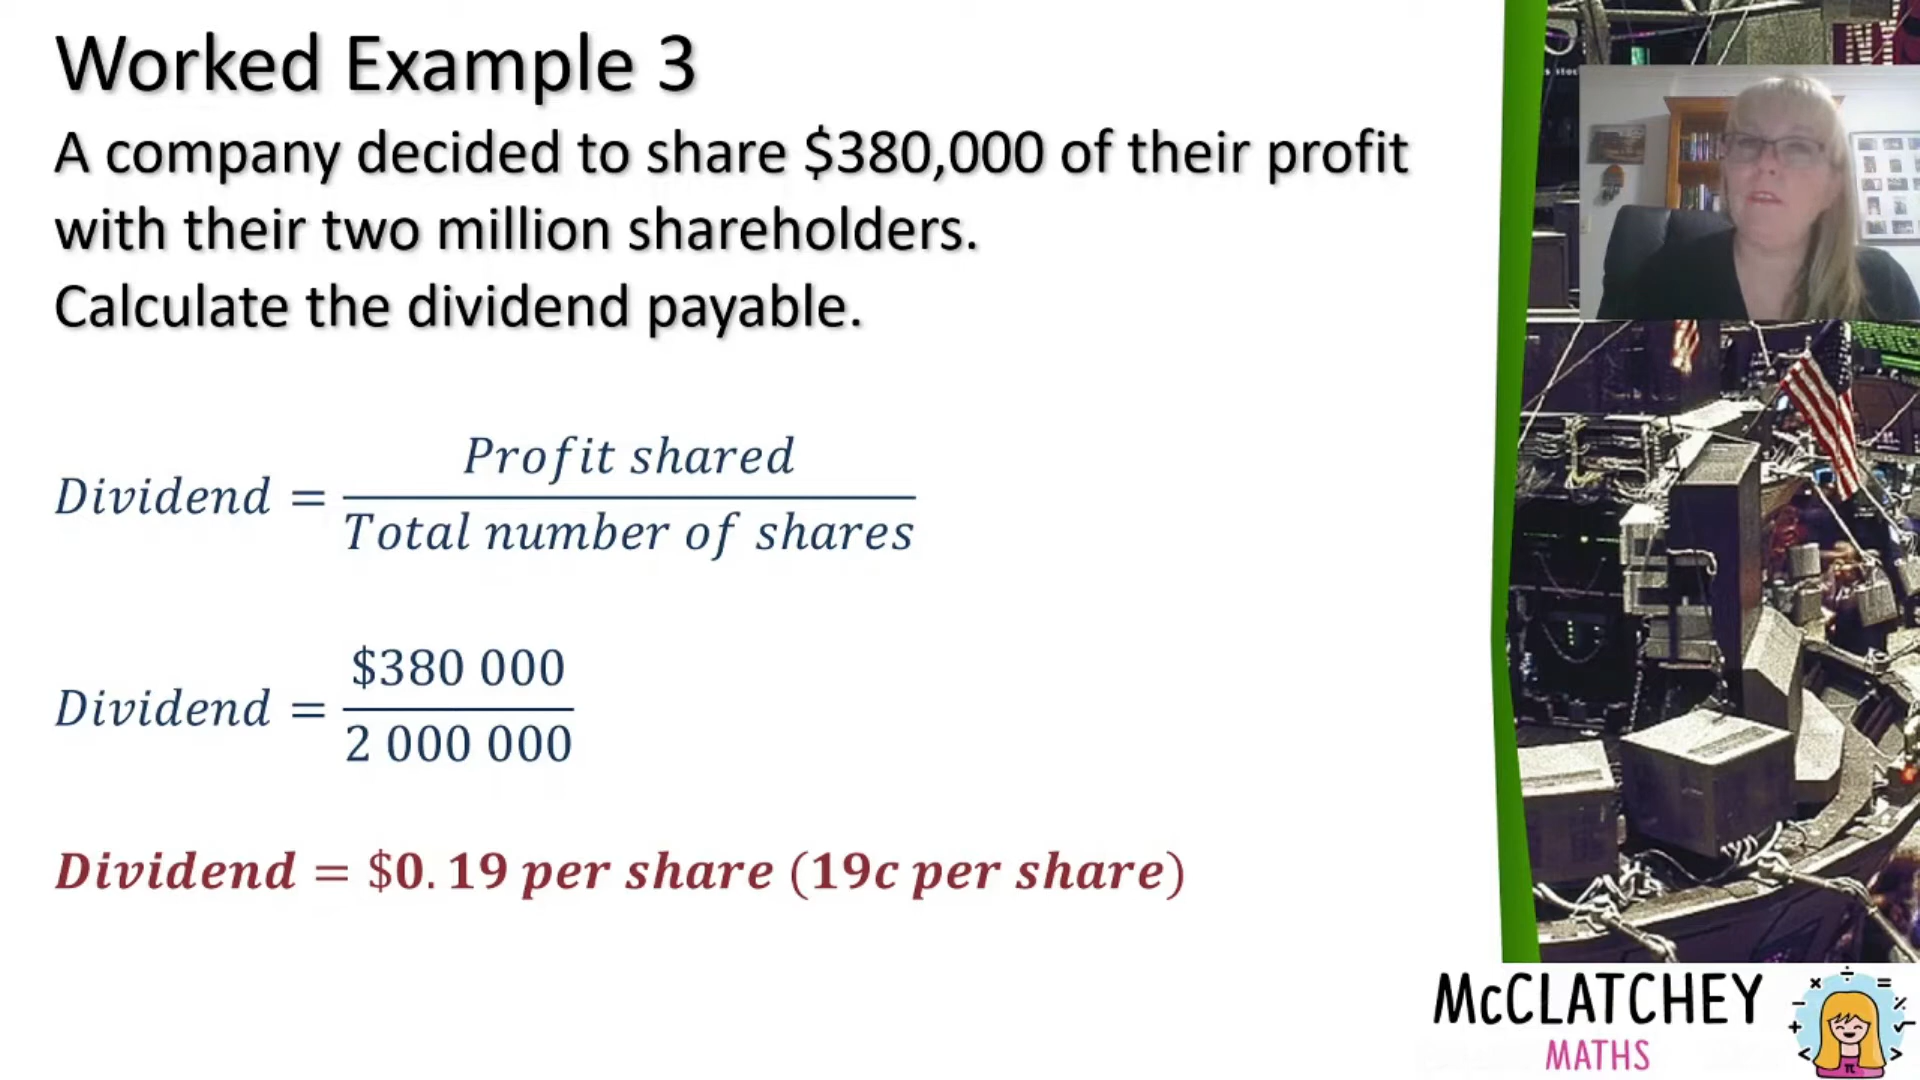 Worked Example 3
A company decided to share $380,000 of their profit
with their two million shareholders.
Calculate the dividend payable.
Dividend = Profit shared / Total number of shares
Dividend = $380 000 / 2 000 000
Dividend = $0.19 per share (19c per share)
McCLATCHEY
MATHS